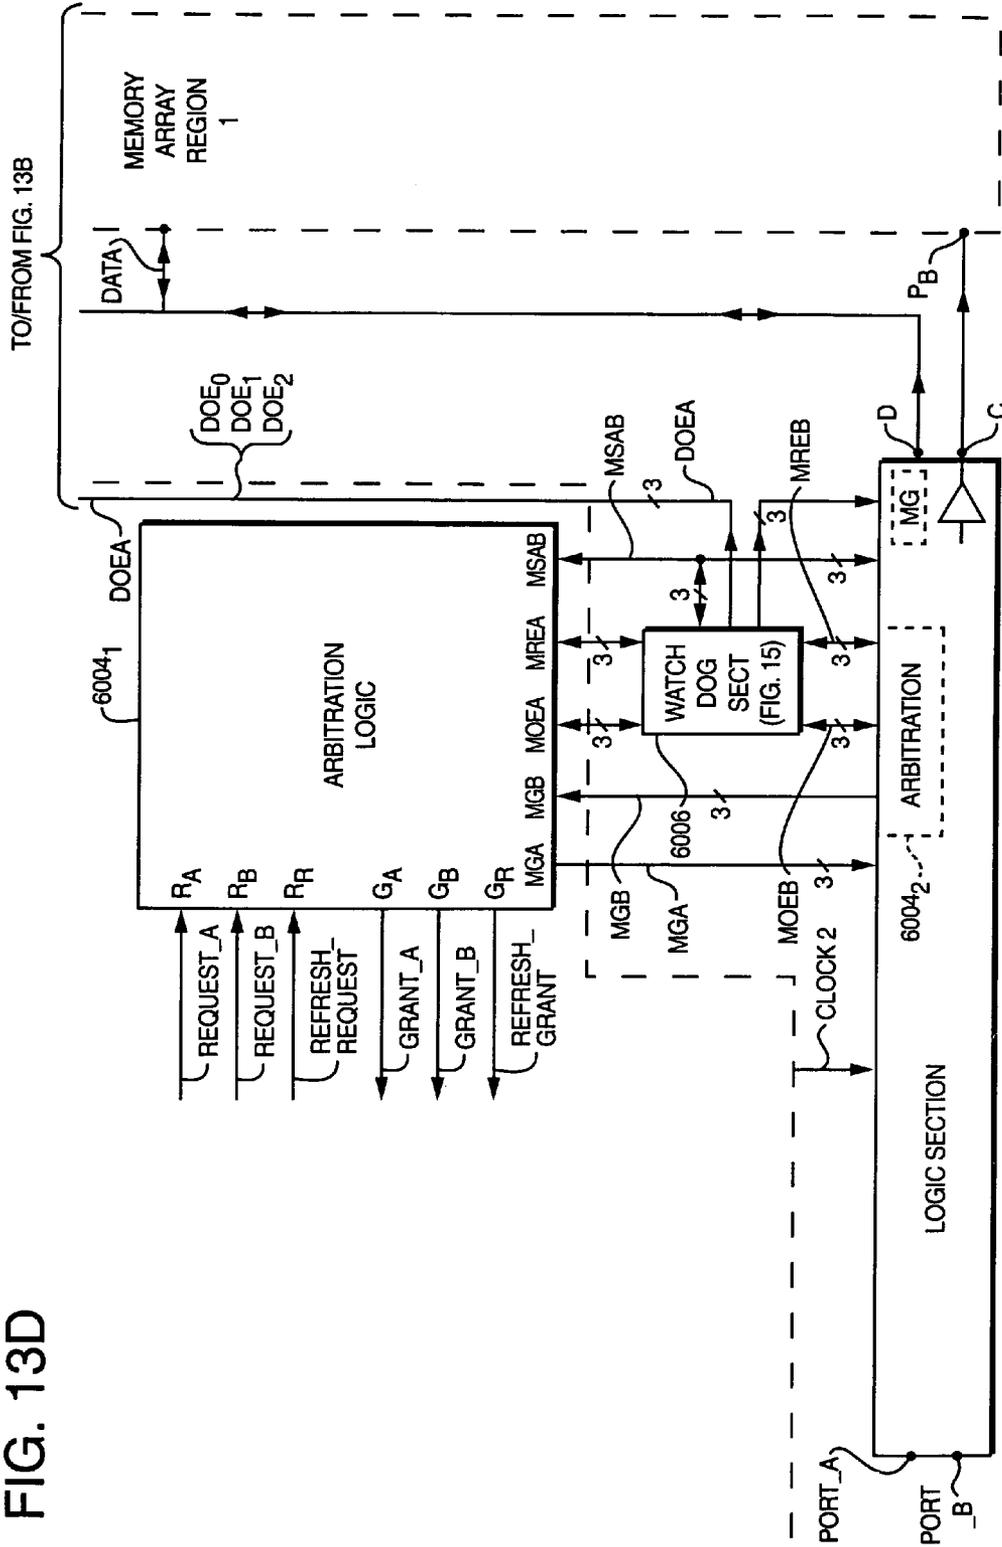 FIG. 13D
TO/FROM FIG. 13B
MEMORY
ARRAY
REGION
1
DATA
DOE0
DOE1
DOE2
DOEA
60041
ARBITRATION
LOGIC
RA
RB
RR
GA
GB
GR
REQUEST_A
REQUEST_B
REFRESH_
REQUEST
GRANT_A
GRANT_B
REFRESH_
GRANT
MGA
MGB
MOEA
MREA
MSAB
MSAB
DOEA
3
3
3
3
3
WATCH
DOG
SECT
(FIG. 15)
6006
MGB
MGA
MOEB
MREB
3
3
3
3
3
CLOCK 2
60042
ARBITRATION
MG
D
C
PB
LOGIC SECTION
PORT_A
PORT
_B